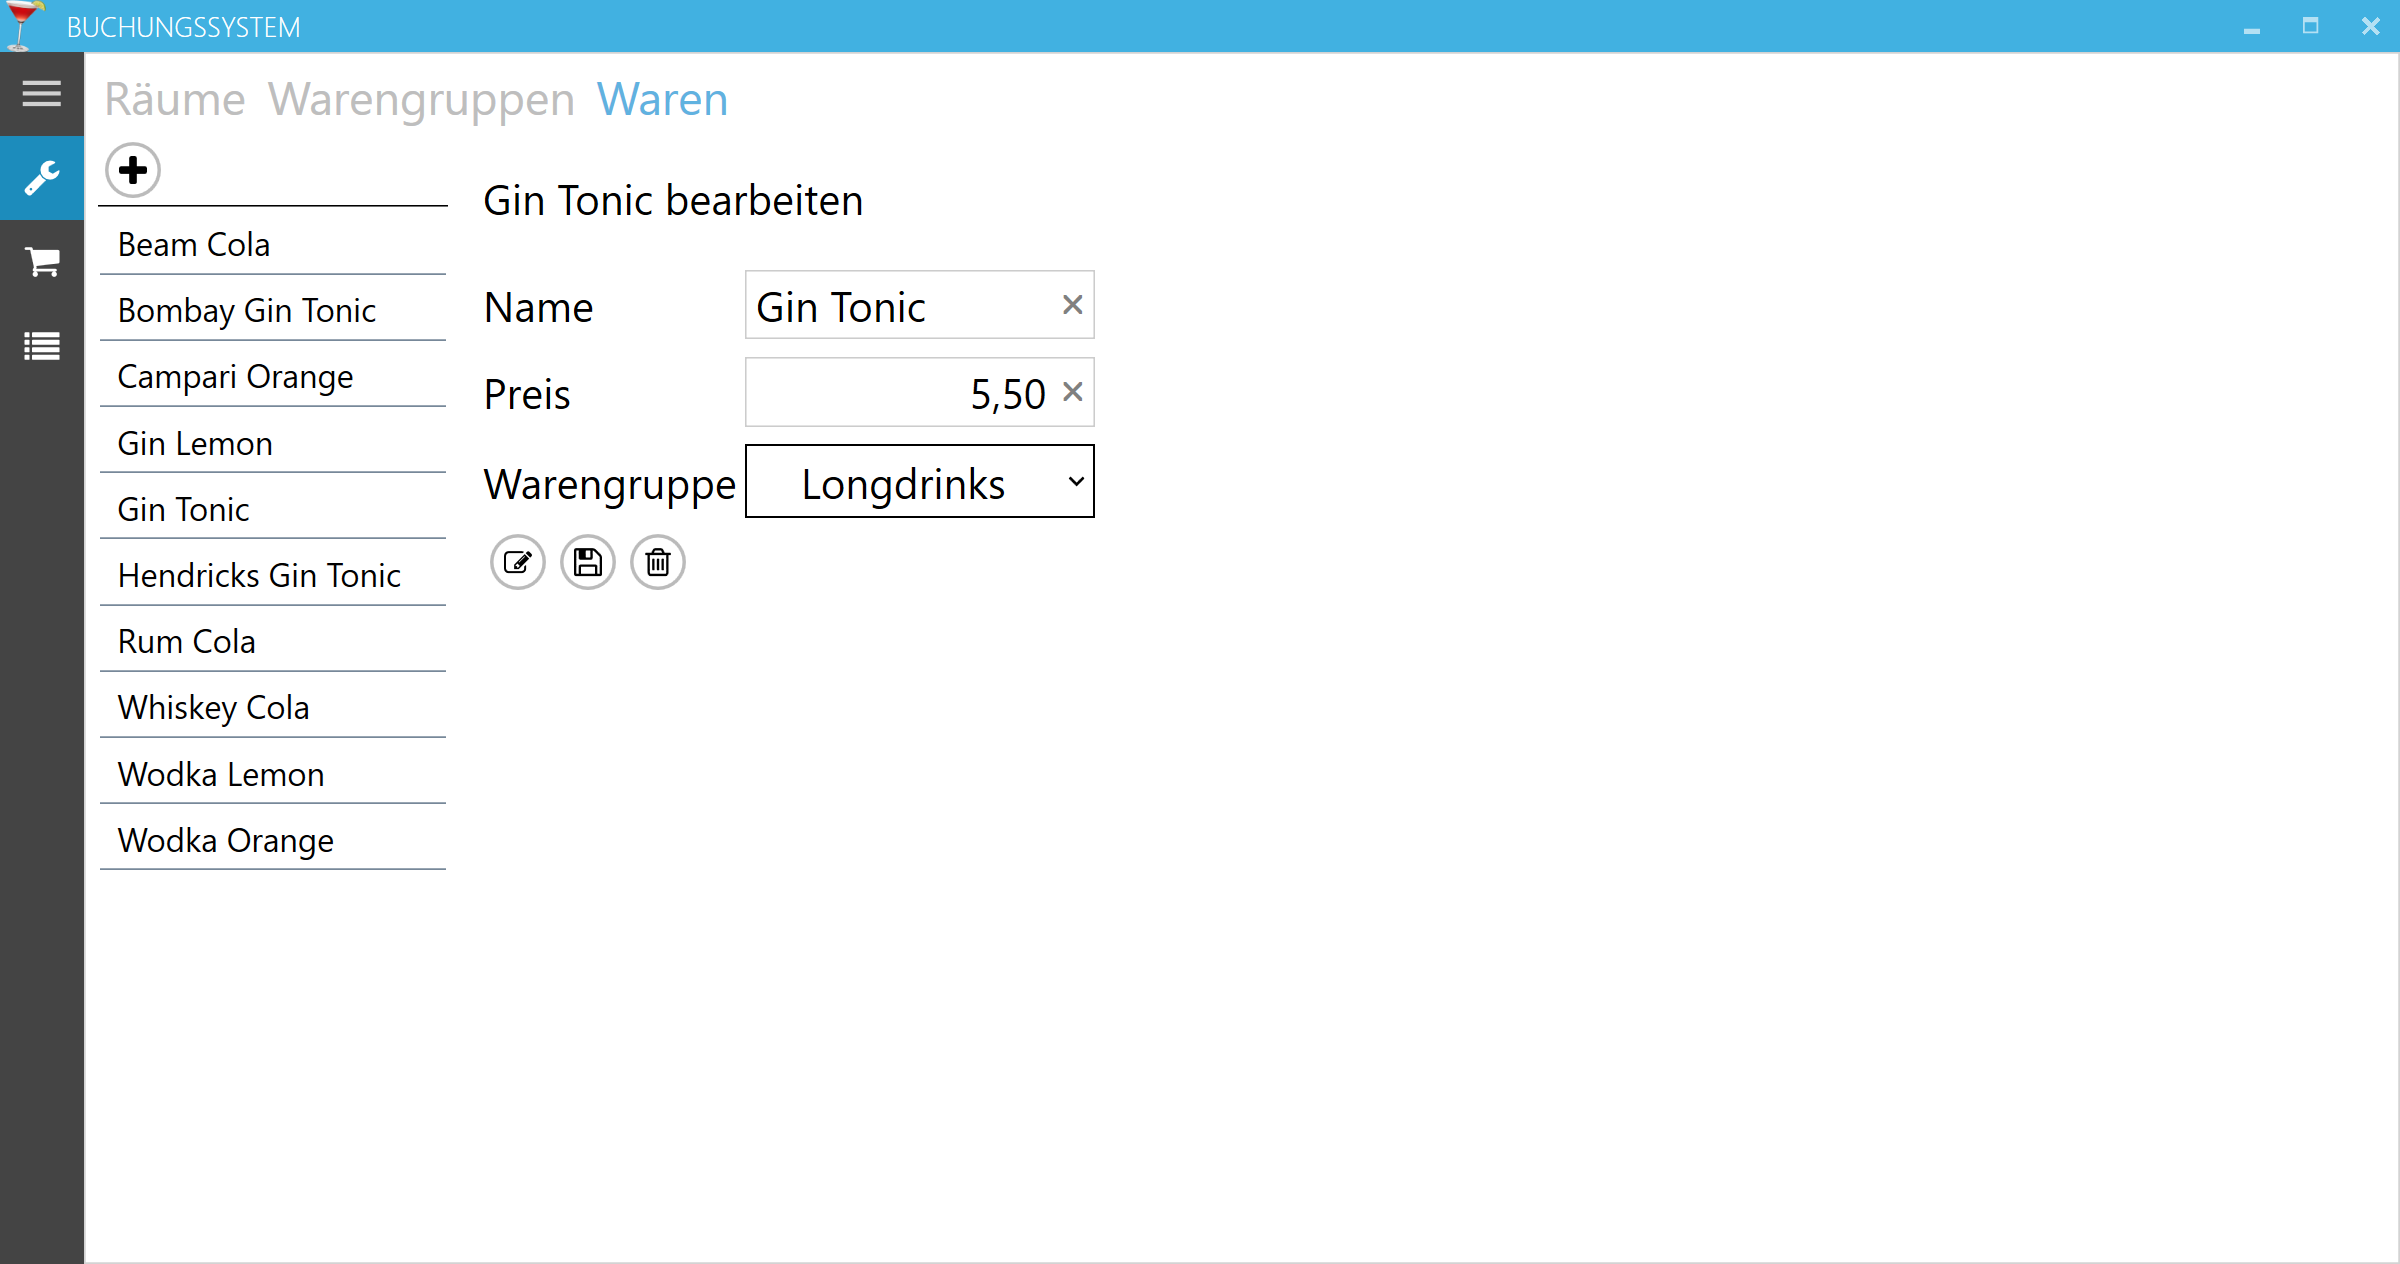 BUCHUNGSSYSTEM
Räume Warengruppen Waren
Gin Tonic bearbeiten
Beam Cola
Bombay Gin Tonic
Campari Orange
Gin Lemon
Gin Tonic
Hendricks Gin Tonic
Rum Cola
Whiskey Cola
Wodka Lemon
Wodka Orange
Name Gin Tonic
Preis 5,50
Warengruppe Longdrinks